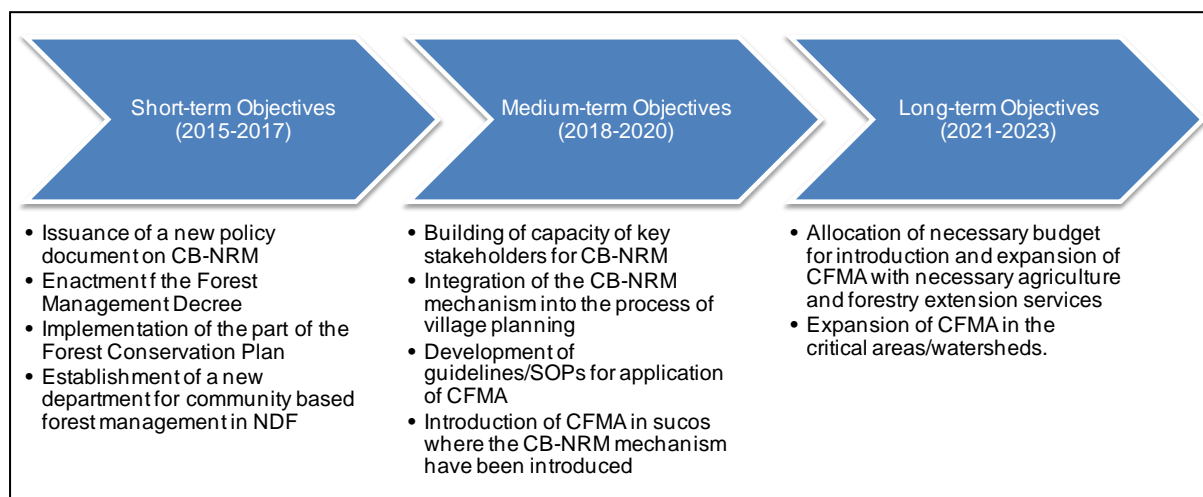 Short-term Objectives
(2015-2017)
• Issuance of a new policy
document on CB-NRM
• Enactment f the Forest
Management Decree
• Implementation of the part of the
Forest Conservation Plan
• Establishment of a new
department for community based
forest management in NDF
Medium-term Objectives
(2018-2020)
• Building of capacity of key
stakeholders for CB-NRM
• Integration of the CB-NRM
mechanism into the process of
village planning
• Development of
guidelines/SOPs for application
of CFMA
• Introduction of CFMA in sucos
where the CB-NRM mechanism
have been introduced
Long-term Objectives
(2021-2023)
• Allocation of necessary budget
for introduction and expansion of
CFMA with necessary agriculture
and forestry extension services
• Expansion of CFMA in the
critical areas/watersheds.